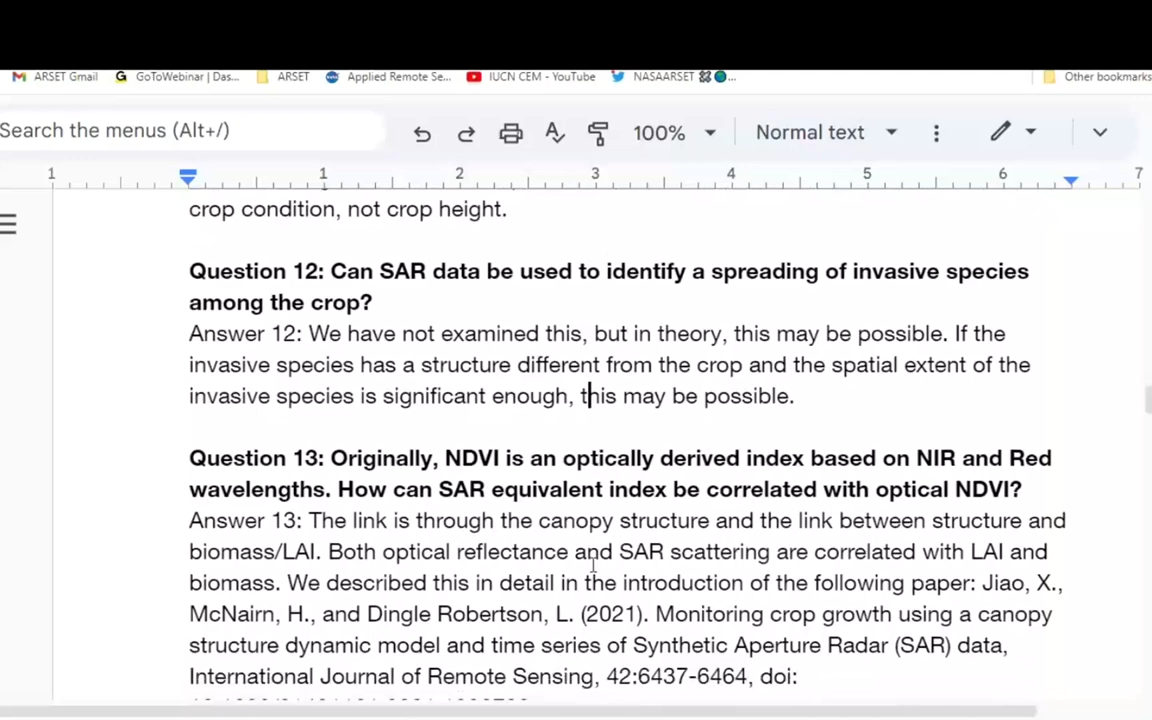 ARSET Gmail GoToWebinar | Das... ARSET Applied Remote Se... IUCN CEM - YouTube NASAARSET Other bookmarks
Search the menus (Alt+/) 100% Normal text
1 1 2 3 4 5 6 7
crop condition, not crop height.
Question 12: Can SAR data be used to identify a spreading of invasive species
among the crop?
Answer 12: We have not examined this, but in theory, this may be possible. If the
invasive species has a structure different from the crop and the spatial extent of the
invasive species is significant enough, this may be possible.
Question 13: Originally, NDVI is an optically derived index based on NIR and Red
wavelengths. How can SAR equivalent index be correlated with optical NDVI?
Answer 13: The link is through the canopy structure and the link between structure and
biomass/LAI. Both optical reflectance and SAR scattering are correlated with LAI and
biomass. We described this in detail in the introduction of the following paper: Jiao, X.,
McNairn, H., and Dingle Robertson, L. (2021). Monitoring crop growth using a canopy
structure dynamic model and time series of Synthetic Aperture Radar (SAR) data,
International Journal of Remote Sensing, 42:6437-6464, doi: